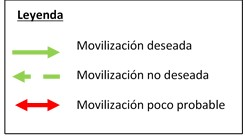 Leyenda
Movilización deseada
Movilización no deseada
Movilización poco probable